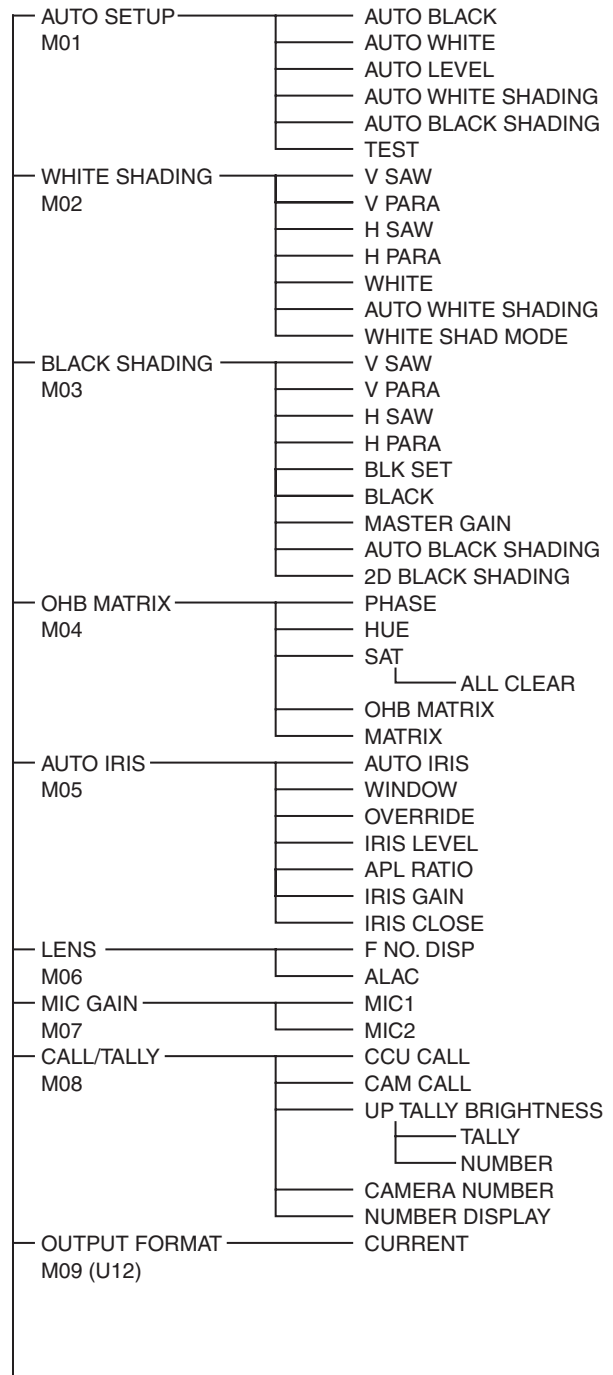 AUTO SETUP AUTO BLACK
M01 AUTO WHITE
AUTO LEVEL
AUTO WHITE SHADING
AUTO BLACK SHADING
TEST
WHITE SHADING V SAW
M02 V PARA
H SAW
H PARA
WHITE
AUTO WHITE SHADING
WHITE SHAD MODE
BLACK SHADING V SAW
M03 V PARA
H SAW
H PARA
BLK SET
BLACK
MASTER GAIN
AUTO BLACK SHADING
2D BLACK SHADING
OHB MATRIX PHASE
M04 HUE
SAT
ALL CLEAR
OHB MATRIX
MATRIX
AUTO IRIS AUTO IRIS
M05 WINDOW
OVERRIDE
IRIS LEVEL
APL RATIO
IRIS GAIN
IRIS CLOSE
LENS F NO. DISP
M06 ALAC
MIC GAIN MIC1
M07 MIC2
CALL/TALLY CCU CALL
M08 CAM CALL
UP TALLY BRIGHTNESS
TALLY
NUMBER
CAMERA NUMBER
NUMBER DISPLAY
OUTPUT FORMAT CURRENT
M09 (U12)